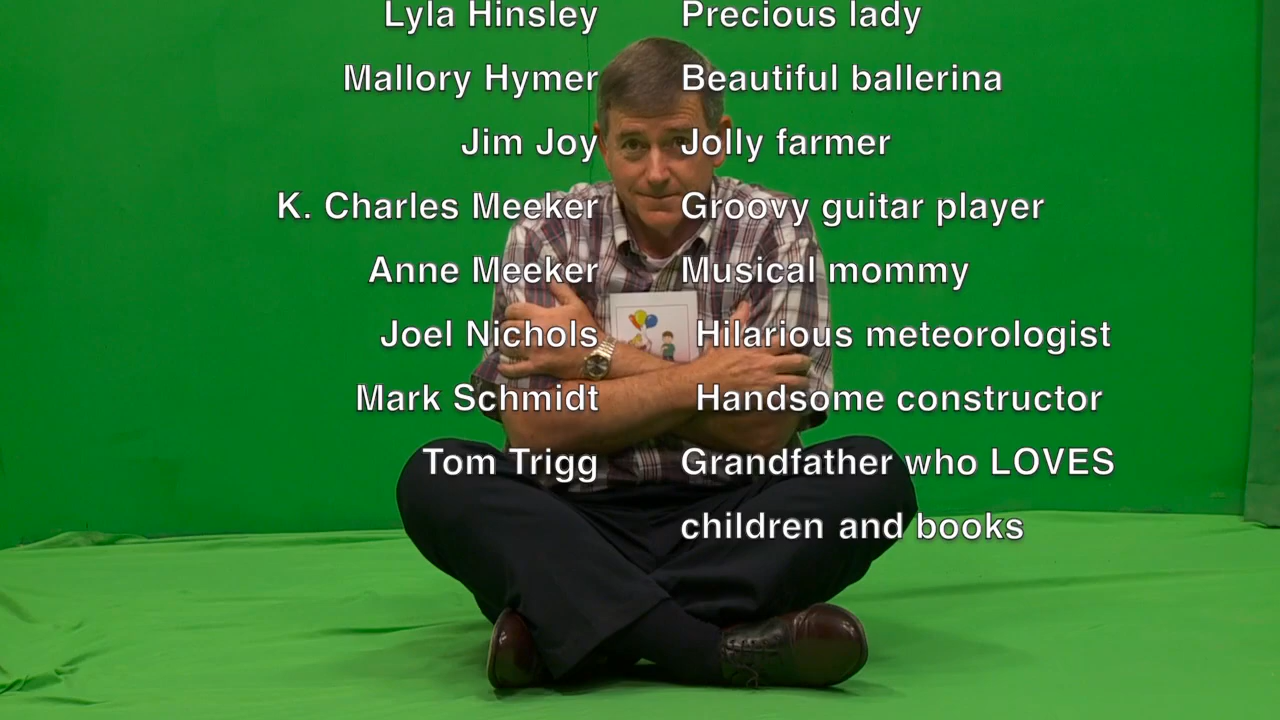 Lyla Hinsley Precious lady
Mallory Hymer Beautiful ballerina
Jim Joy Jolly farmer
K. Charles Meeker Groovy guitar player
Anne Meeker Musical mommy
Joel Nichols Hilarious meteorologist
Mark Schmidt Handsome constructor
Tom Trigg Grandfather who LOVES
children and books